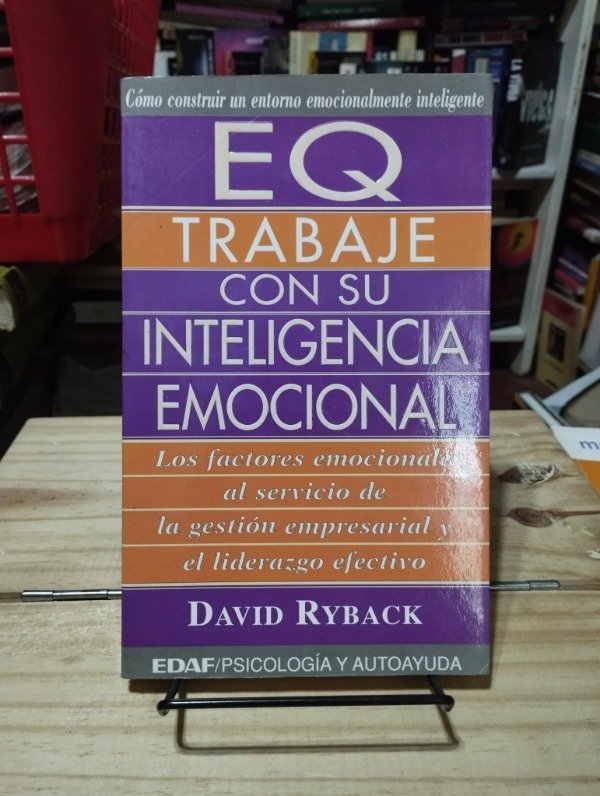 Cómo construir un entorno emocionalmente inteligente
EQ
TRABAJE
CON SU
INTELIGENCIA
EMOCIONAL
Los factores emocionales
al servicio de
la gestión empresarial y
el liderazgo efectivo
DAVID RYBACK
EDAF/PSICOLOGÍA Y AUTOAYUDA